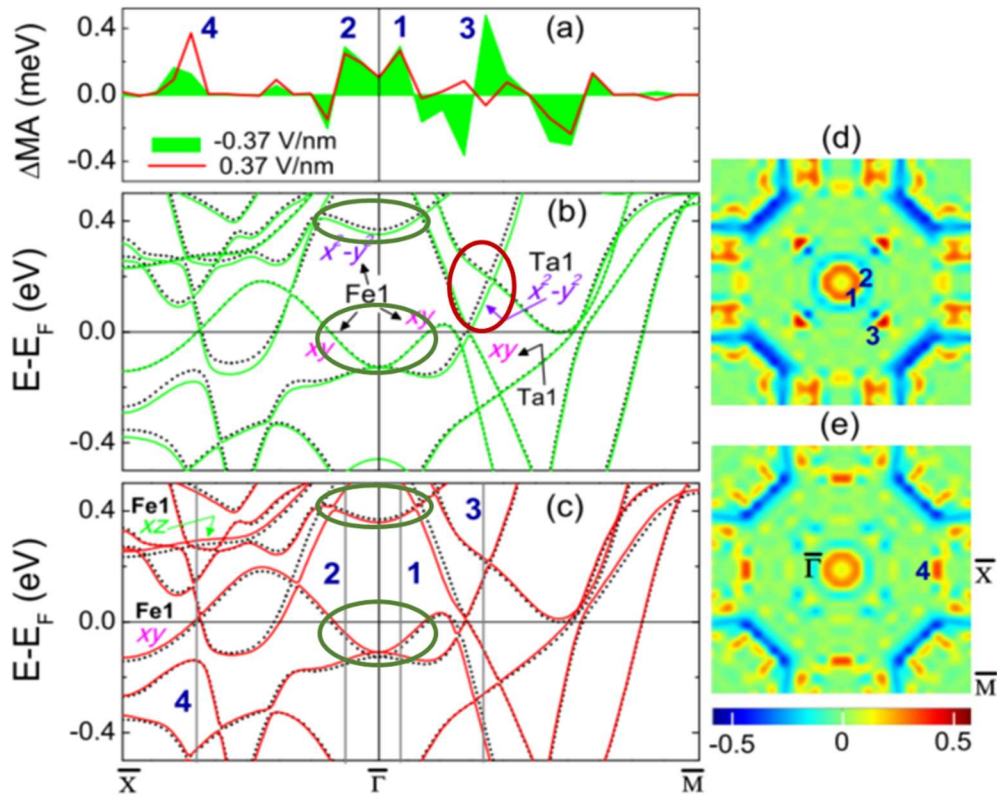 (a)
4 2 1 3
ΔMA (meV)
0.4
0.0
-0.4
-0.37 V/nm
0.37 V/nm
(b)
E-E_F (eV)
0.4
0.0
-0.4
x²-y²
Fe1
xy
xy
Ta1
x²-y²
xy
Ta1
(c)
E-E_F (eV)
0.4
0.0
-0.4
Fe1
xz
Fe1
xy
4
2
1
3
X̅ Γ̅ M̅
(d)
2
1
3
(e)
Γ̅
4
X̅
M̅
-0.5 0 0.5